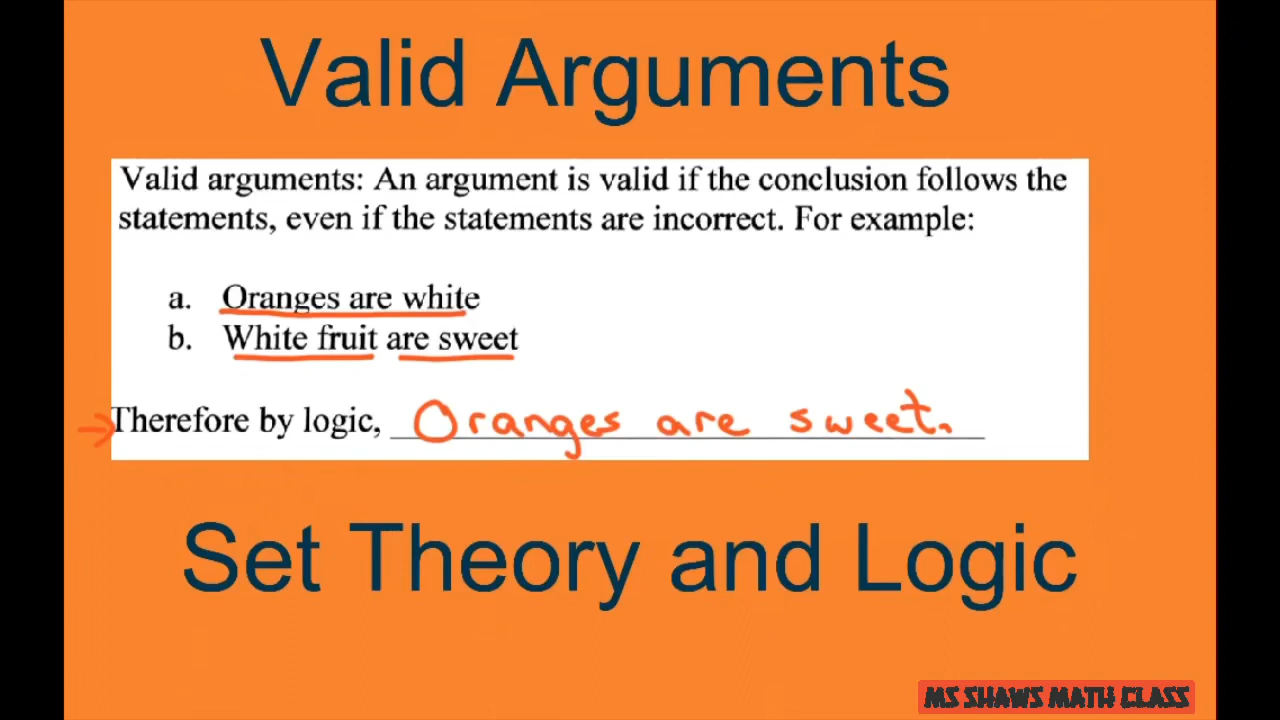 Valid Arguments
Valid arguments: An argument is valid if the conclusion follows the
statements, even if the statements are incorrect. For example:
a. Oranges are white
b. White fruit are sweet
Therefore by logic, Oranges are sweet.
Set Theory and Logic
MS SHAWS MATH CLASS